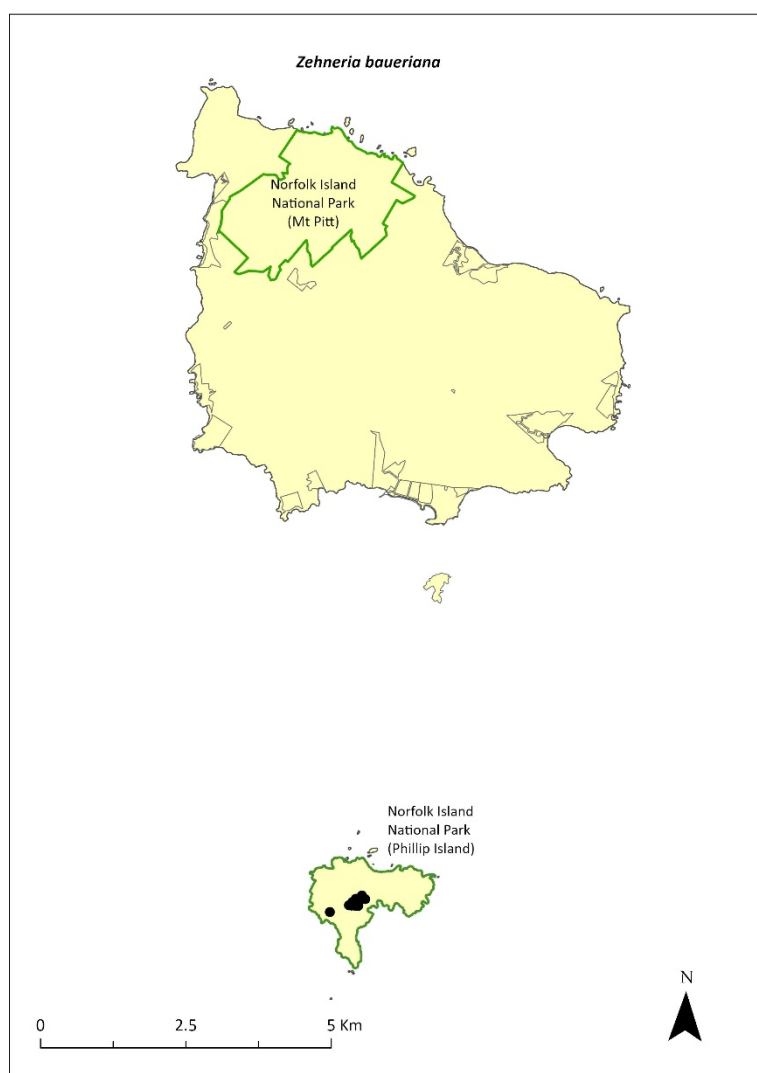 Zehneria baueriana
Norfolk Island
National Park
(Mt Pitt)
Norfolk Island
National Park
(Phillip Island)
N
0 2.5 5 Km